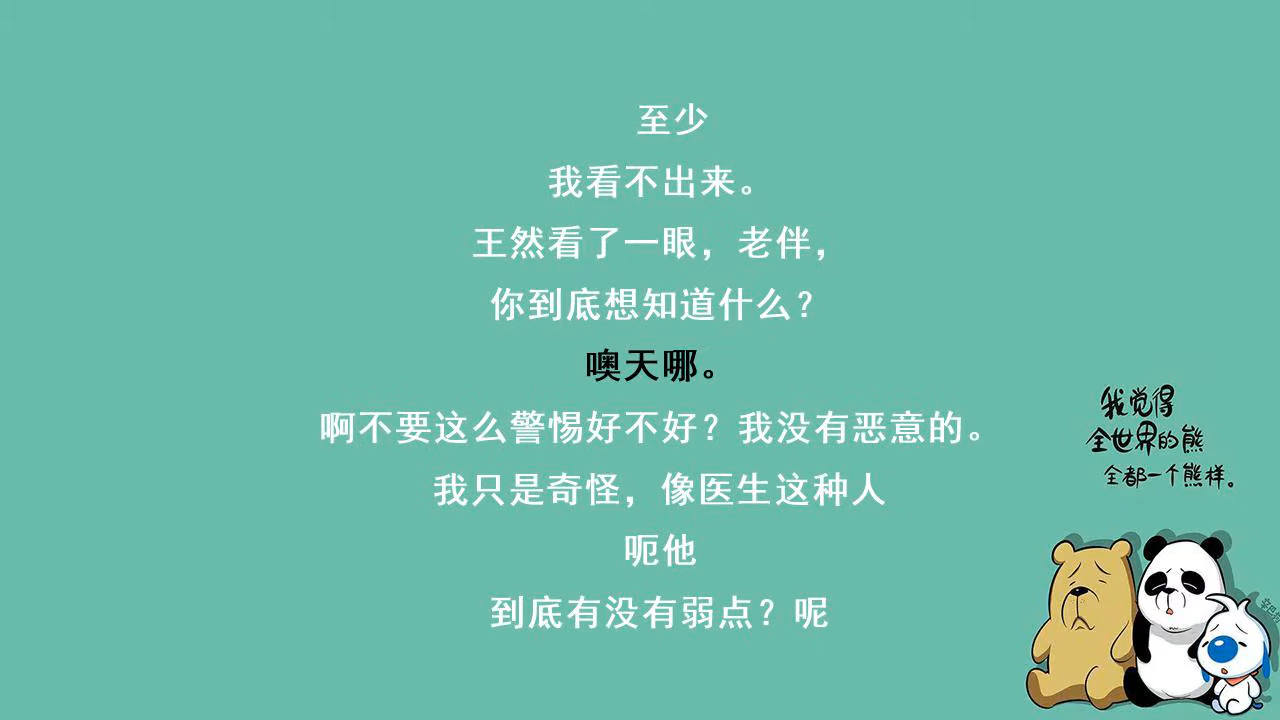 至少
我看不出来。
王然看了一眼，老伴，
你到底想知道什么？
噢天哪。
啊不要这么警惕好不好？我没有恶意的。
我只是奇怪，像医生这种人
呃他
到底有没有弱点？呢
我觉得
全世界的熊
全都一个熊样。